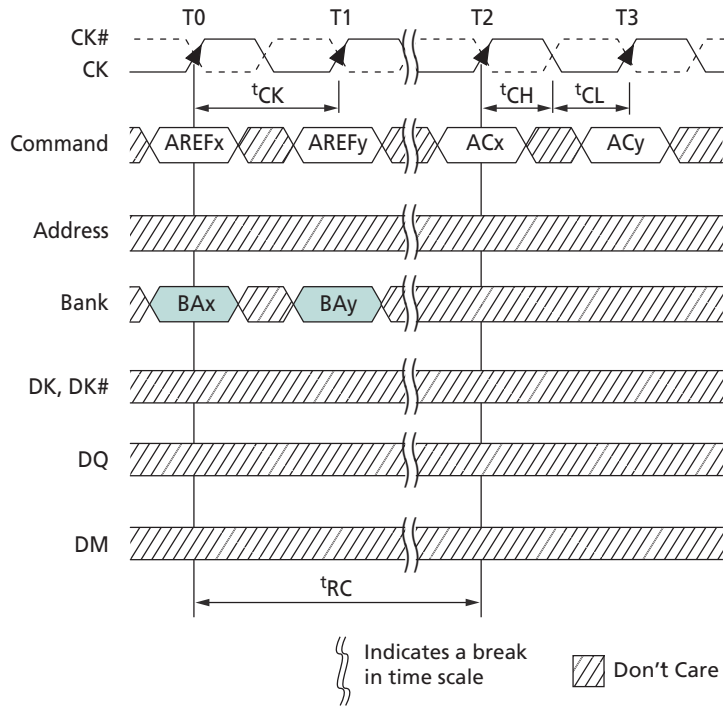 T0 T1 T2 T3
CK#
CK
tCK tCH tCL
Command AREFx AREFy ACx ACy
Address
Bank BAx BAy
DK, DK#
DQ
DM
tRC
Indicates a break
in time scale
Don't Care